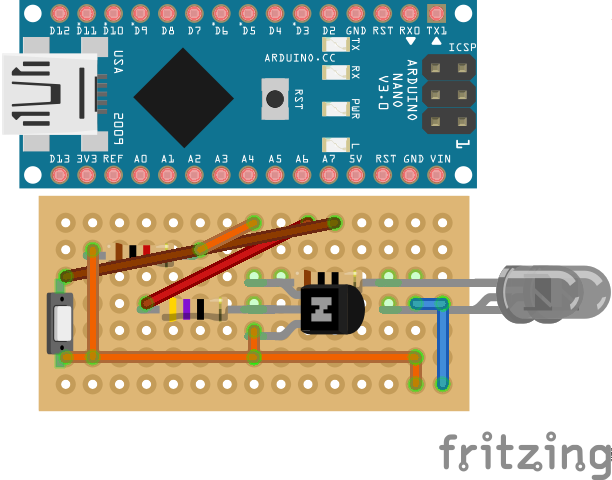 D12 D11 D10 D9 D8 D7 D6 D5 D4 D3 D2 GND RST RX0 TX1
USA
ARDUINO.CC
TX
RX
PWR
L
RST
ARDUINO
NANO
V3.0
ICSP
1
D13 3V3 REF A0 A1 A2 A3 A4 A5 A6 A7 5V RST GND VIN
fritzing